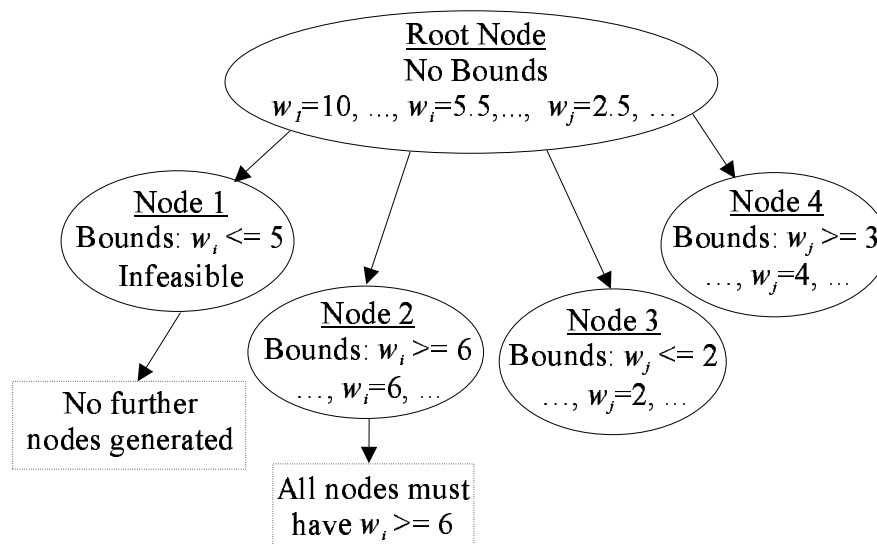 Root Node
No Bounds
w₁=10, ..., wᵢ=5.5,..., wⱼ=2.5, ...
Node 1
Bounds: wᵢ <= 5
Infeasible
Node 2
Bounds: wᵢ >= 6
..., wᵢ=6, ...
Node 3
Bounds: wⱼ <= 2
..., wⱼ=2, ...
Node 4
Bounds: wⱼ >= 3
..., wⱼ=4, ...
No further
nodes generated
All nodes must
have wᵢ >= 6